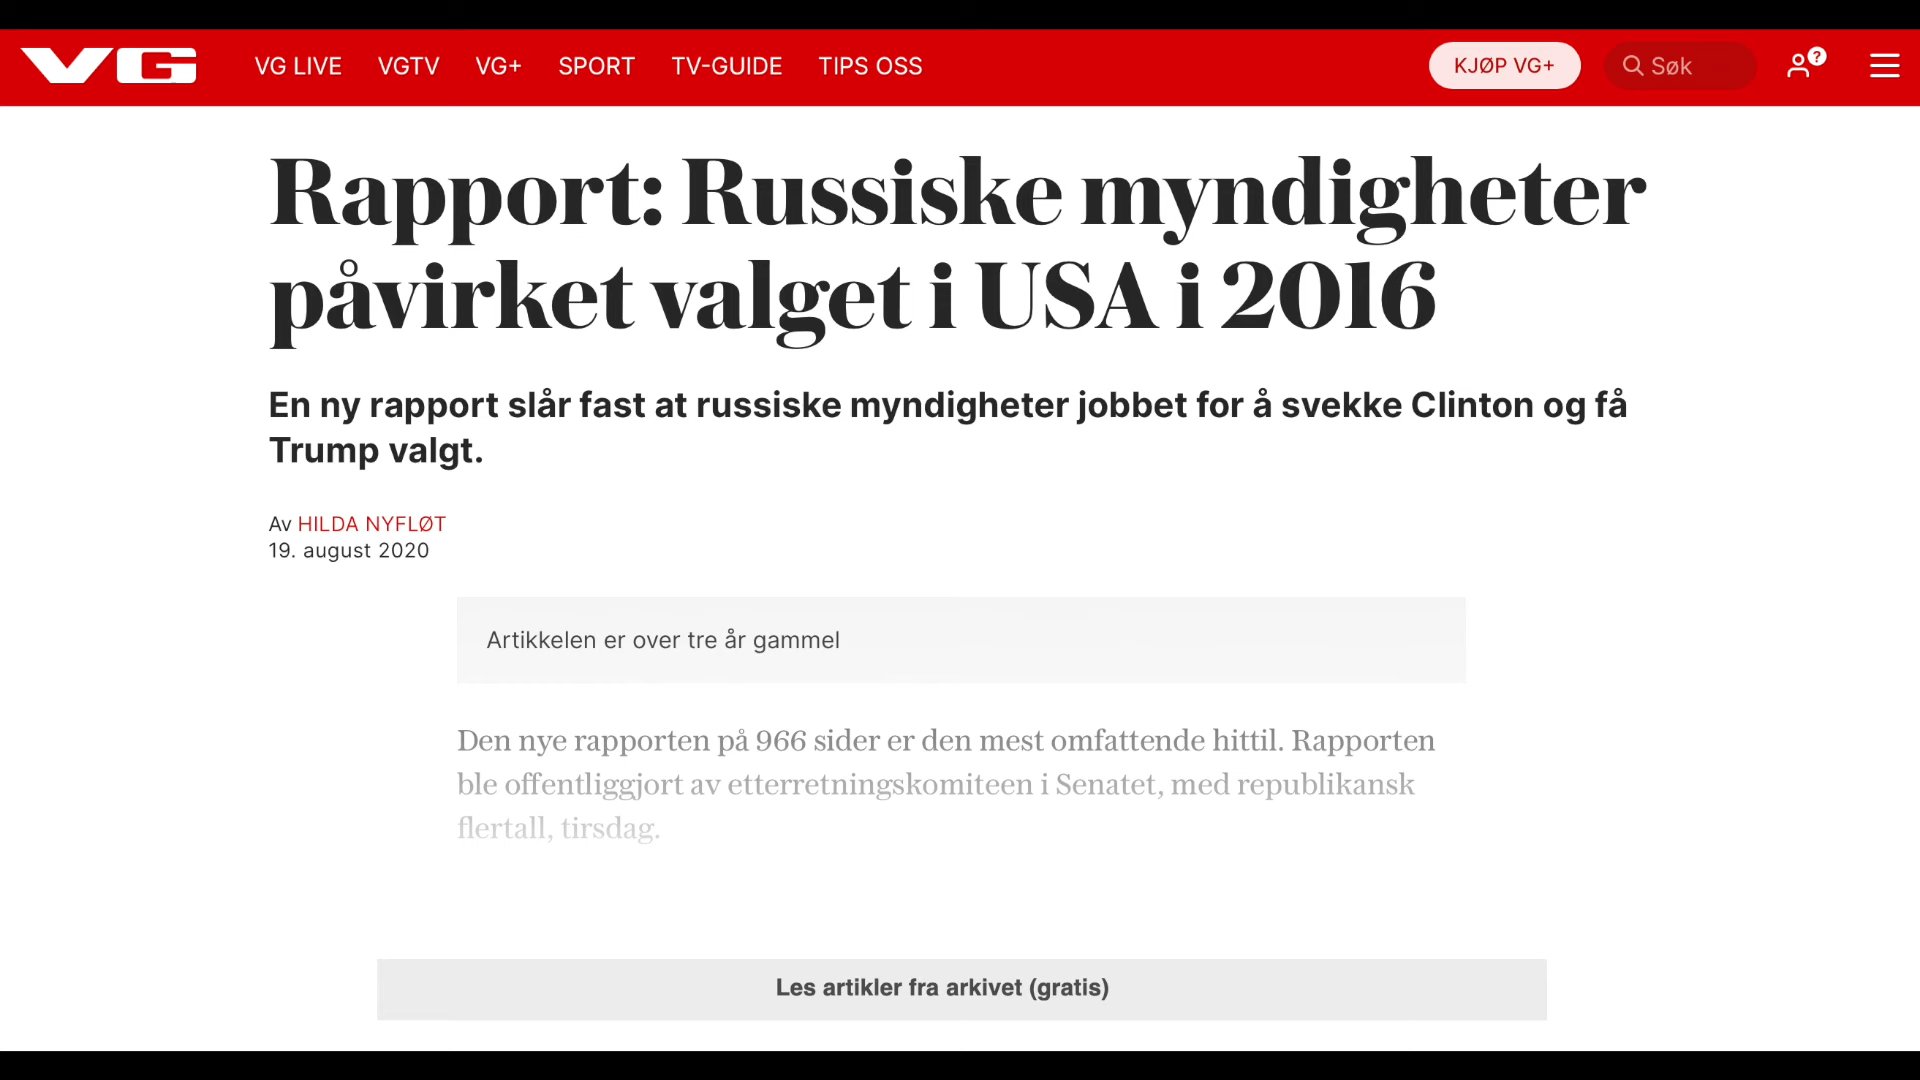 VG
VG LIVE VGTV VG+ SPORT TV-GUIDE TIPS OSS KJØP VG+ Søk ?
Rapport: Russiske myndigheter
påvirket valget i USA i 2016
En ny rapport slår fast at russiske myndigheter jobbet for å svekke Clinton og få
Trump valgt.
Av HILDA NYFLØT
19. august 2020
Artikkelen er over tre år gammel
Den nye rapporten på 966 sider er den mest omfattende hittil. Rapporten
ble offentliggjort av etterretningskomiteen i Senatet, med republikansk
flertall, tirsdag.
Les artikler fra arkivet (gratis)